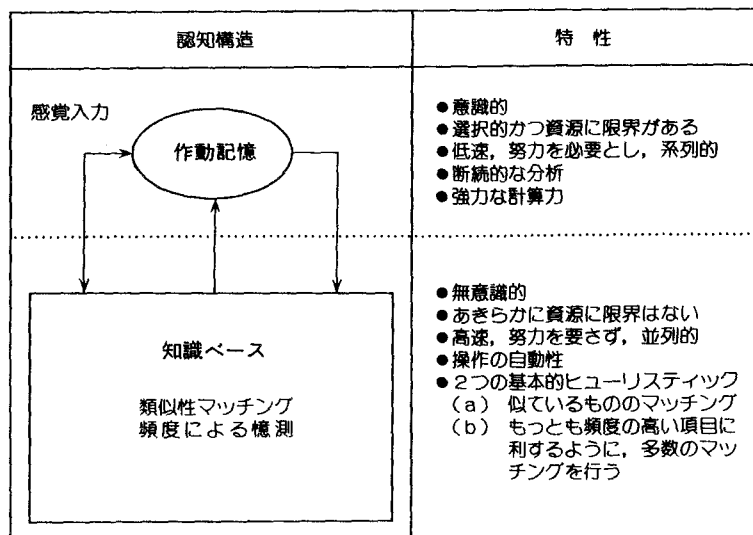 認知構造
特 性
感覚入力
作動記憶
●意識的
●選択的かつ資源に限界がある
●低速，努力を必要とし，系列的
●断続的な分析
●強力な計算力
知識ベース
類似性マッチング
頻度による憶測
●無意識的
●あきらかに資源に限界はない
●高速，努力を要さず，並列的
●操作の自動性
●２つの基本的ヒューリスティック
（a） 似ているもののマッチング
（b） もっとも頻度の高い項目に
利するように，多数のマッ
チングを行う